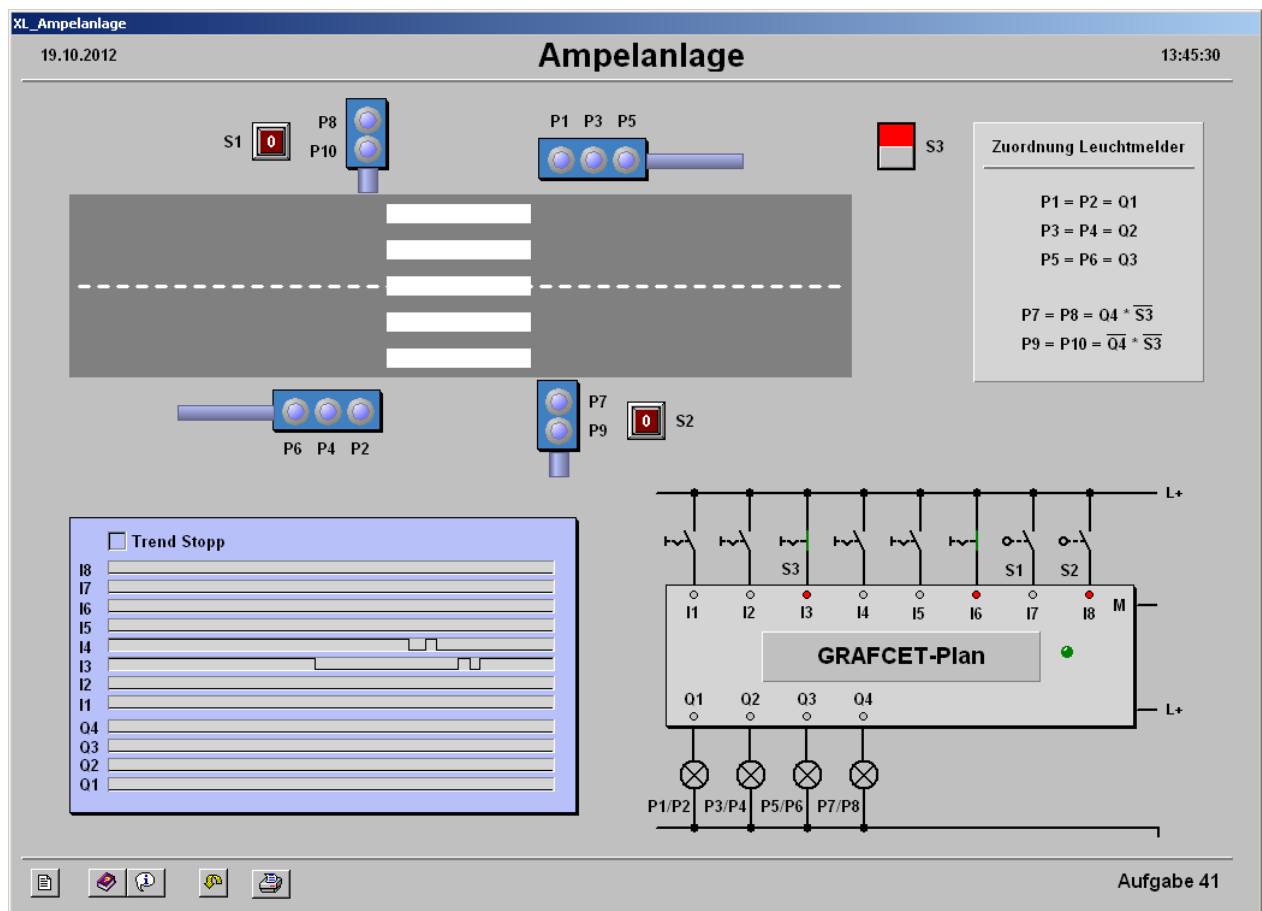 XL_Ampelanlage
19.10.2012 Ampelanlage 13:45:30
S1 0 P8
P10
P1 P3 P5
S3
Zuordnung Leuchtmelder
P1 = P2 = Q1
P3 = P4 = Q2
P5 = P6 = Q3
P7 = P8 = Q4 * S̅3̅
P9 = P10 = Q̅4̅ * S̅3̅
P6 P4 P2
P7
P9
0 S2
L+
S3 S1 S2
I1 I2 I3 I4 I5 I6 I7 I8 M
GRAFCET-Plan
Q1 Q2 Q3 Q4
L+
P1/P2 P3/P4 P5/P6 P7/P8
Trend Stopp
I8
I7
I6
I5
I4
I3
I2
I1
Q4
Q3
Q2
Q1
Aufgabe 41